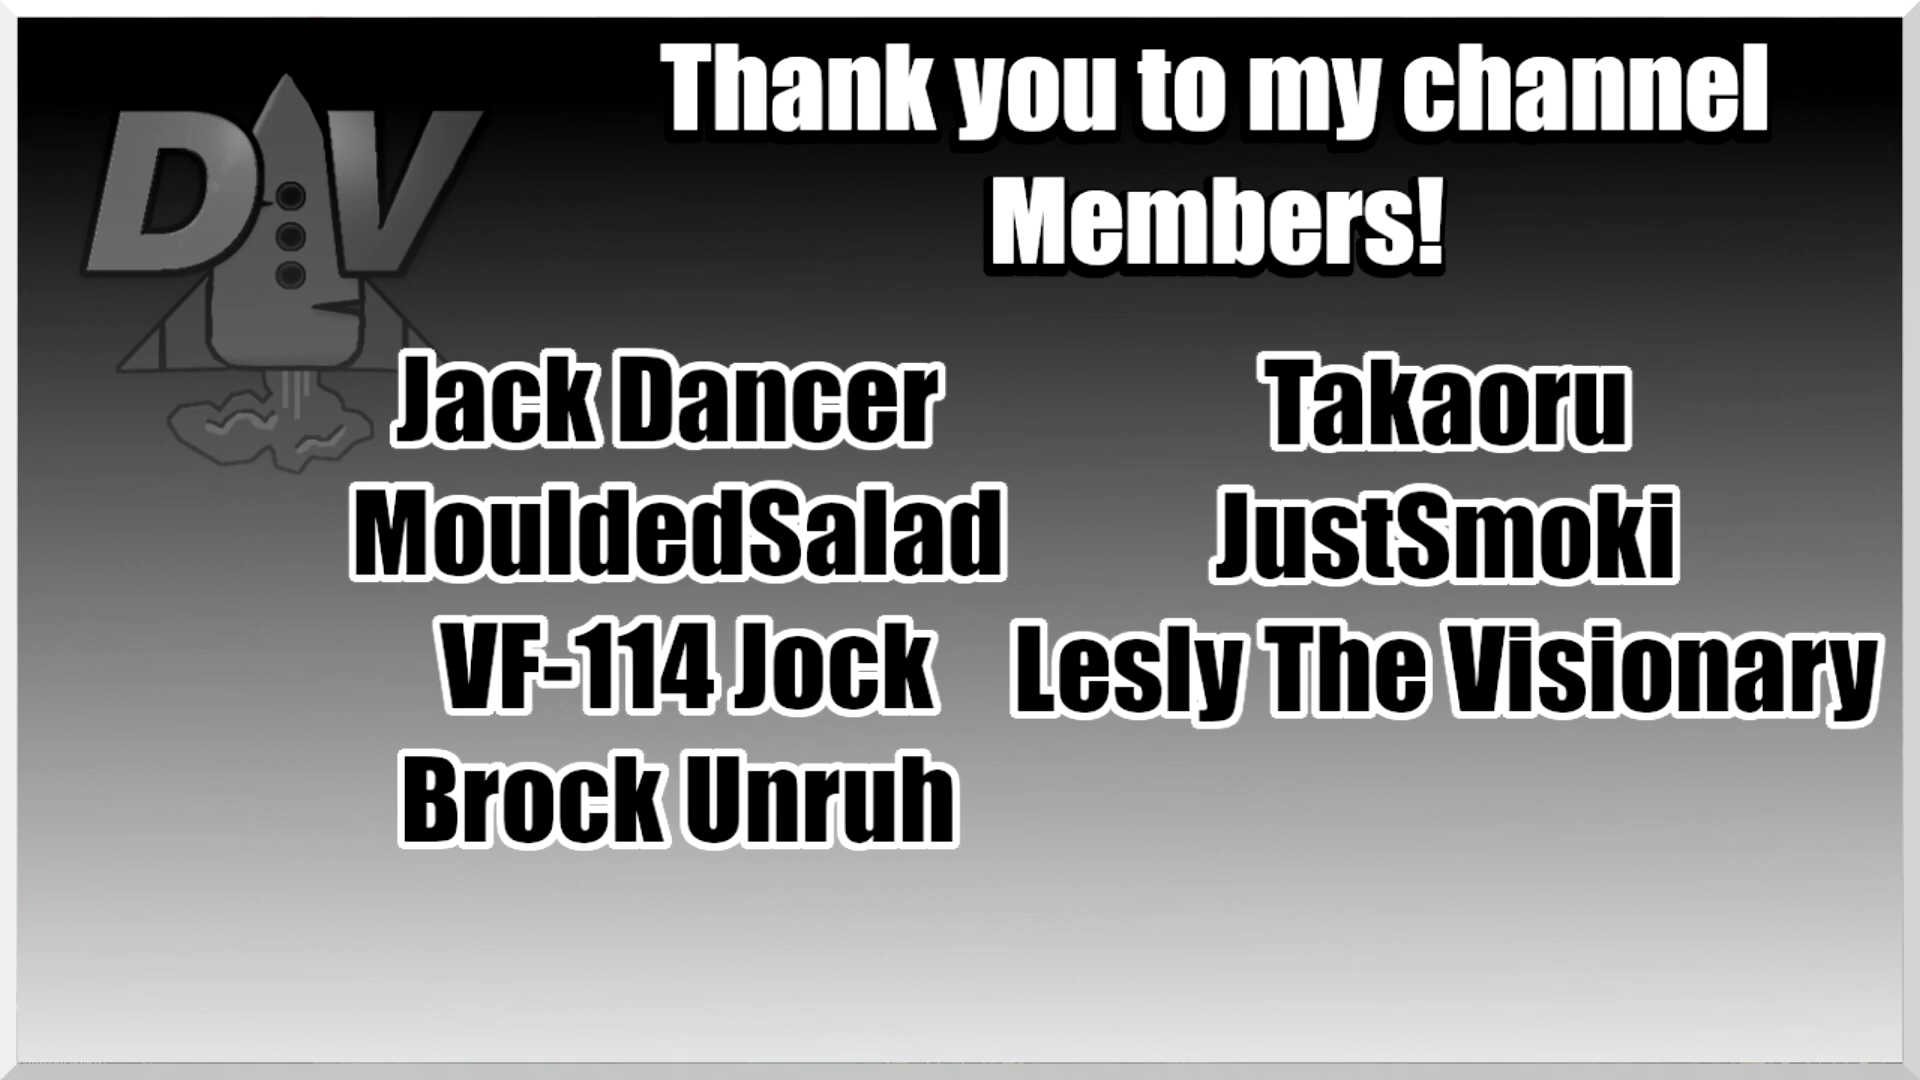 DV
Thank you to my channel
Members!
Jack Dancer
MouldedSalad
VF-114 Jock
Brock Unruh
Takaoru
JustSmoki
Lesly The Visionary